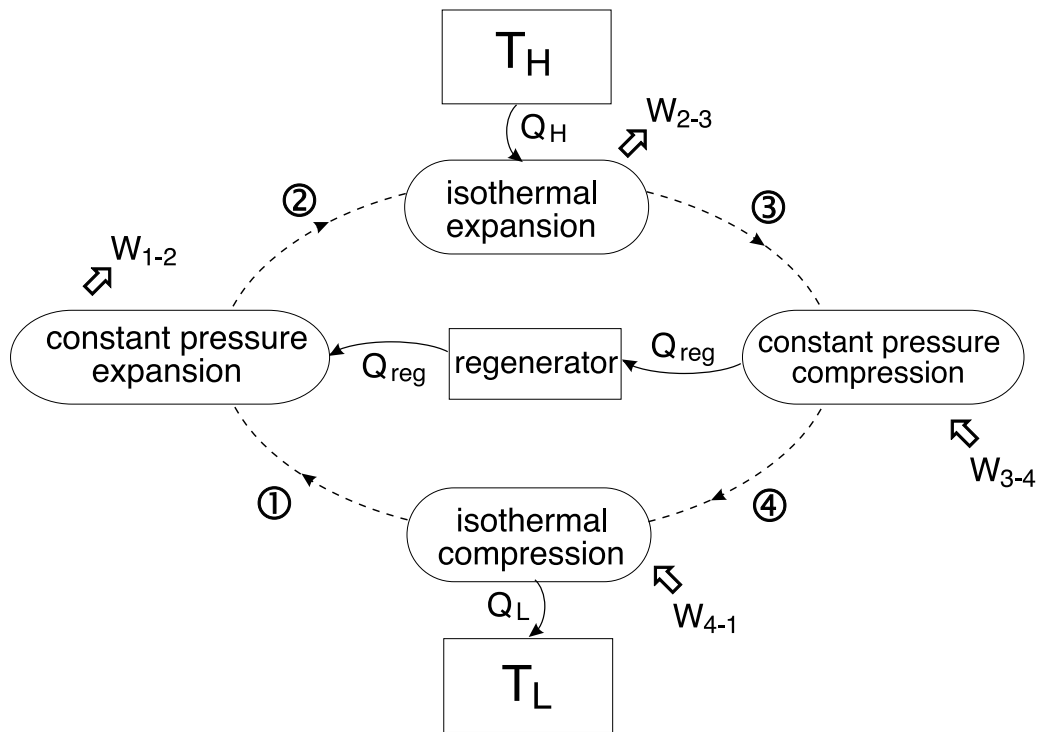 T_H
Q_H
W_2-3
isothermal
expansion
②
③
W_1-2
constant pressure
expansion
Q_reg
regenerator
Q_reg
constant pressure
compression
W_3-4
①
④
isothermal
compression
Q_L
W_4-1
T_L